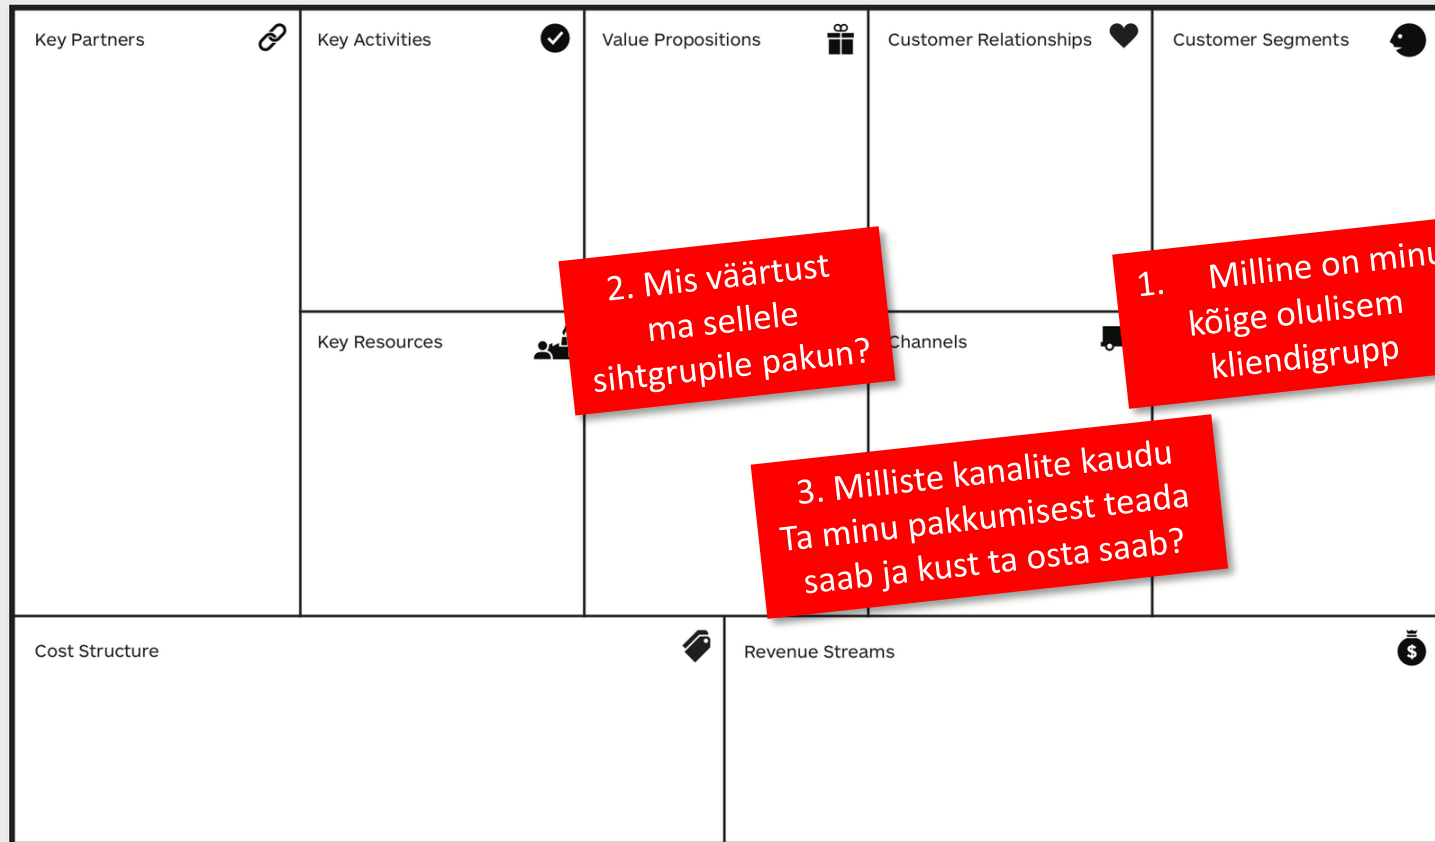 Key Partners
Key Activities
Value Propositions
Customer Relationships
Customer Segments
2. Mis väärtust
ma sellele
sihtgrupile pakun?
1. Milline on minu
kõige olulisem
kliendigrupp
Key Resources
Channels
3. Milliste kanalite kaudu
Ta minu pakkumisest teada
saab ja kust ta osta saab?
Cost Structure
Revenue Streams
$